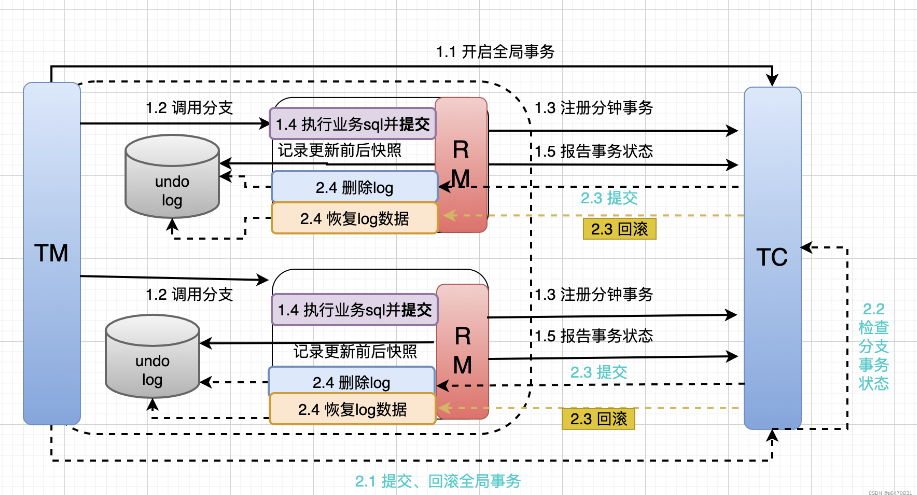 1.1 开启全局事务
1.2 调用分支
1.4 执行业务sql并提交
1.3 注册分钟事务
RM
记录更新前后快照
1.5 报告事务状态
undo
log
2.4 删除log
2.3 提交
2.4 恢复log数据
2.3 回滚
TM
TC
1.2 调用分支
1.4 执行业务sql并提交
1.3 注册分钟事务
RM
记录更新前后快照
1.5 报告事务状态
undo
log
2.4 删除log
2.3 提交
2.4 恢复log数据
2.3 回滚
2.2
检查
分支
事务
状态
2.1 提交、回滚全局事务